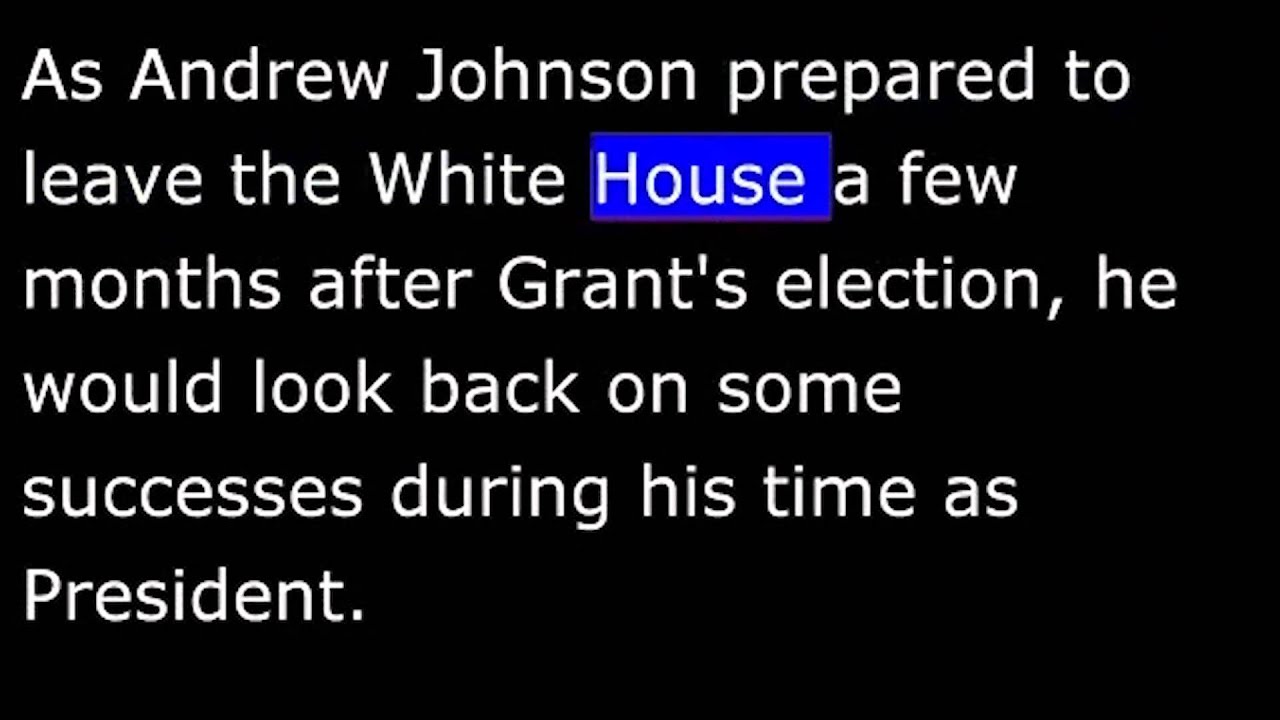 As Andrew Johnson prepared to
leave the White House a few
months after Grant's election, he
would look back on some
successes during his time as
President.